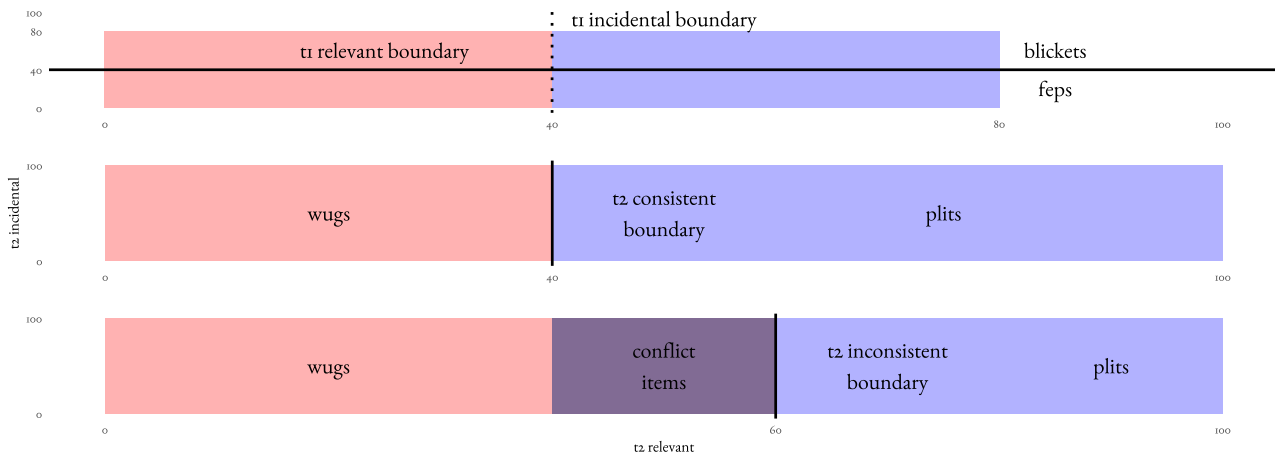 100
t1 incidental boundary
80
t1 relevant boundary
blickets
40
feps
0
0
40
80
100
100
wugs
t2 consistent
boundary
plits
0
0
40
100
t2 incidental
100
wugs
conflict
items
t2 inconsistent
boundary
plits
0
0
60
100
t2 relevant